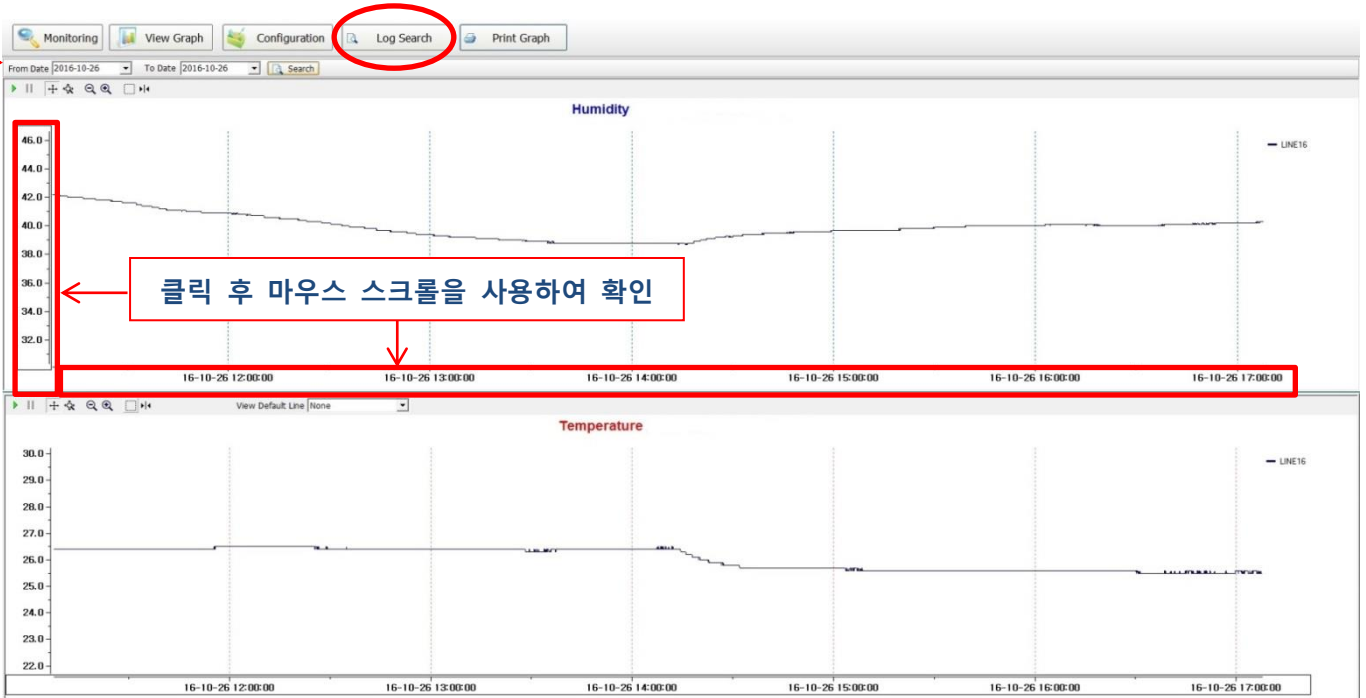 Monitoring View Graph Configuration Log Search Print Graph
From Date 2016-10-26 To Date 2016-10-26 Search
Humidity
LINE16
46.0
44.0
42.0
40.0
38.0
36.0
34.0
32.0
클릭 후 마우스 스크롤을 사용하여 확인
16-10-26 12:00:00 16-10-26 13:00:00 16-10-26 14:00:00 16-10-26 15:00:00 16-10-26 16:00:00 16-10-26 17:00:00
View Default Line None
Temperature
LINE16
30.0
29.0
28.0
27.0
26.0
25.0
24.0
23.0
22.0
16-10-26 12:00:00 16-10-26 13:00:00 16-10-26 14:00:00 16-10-26 15:00:00 16-10-26 16:00:00 16-10-26 17:00:00